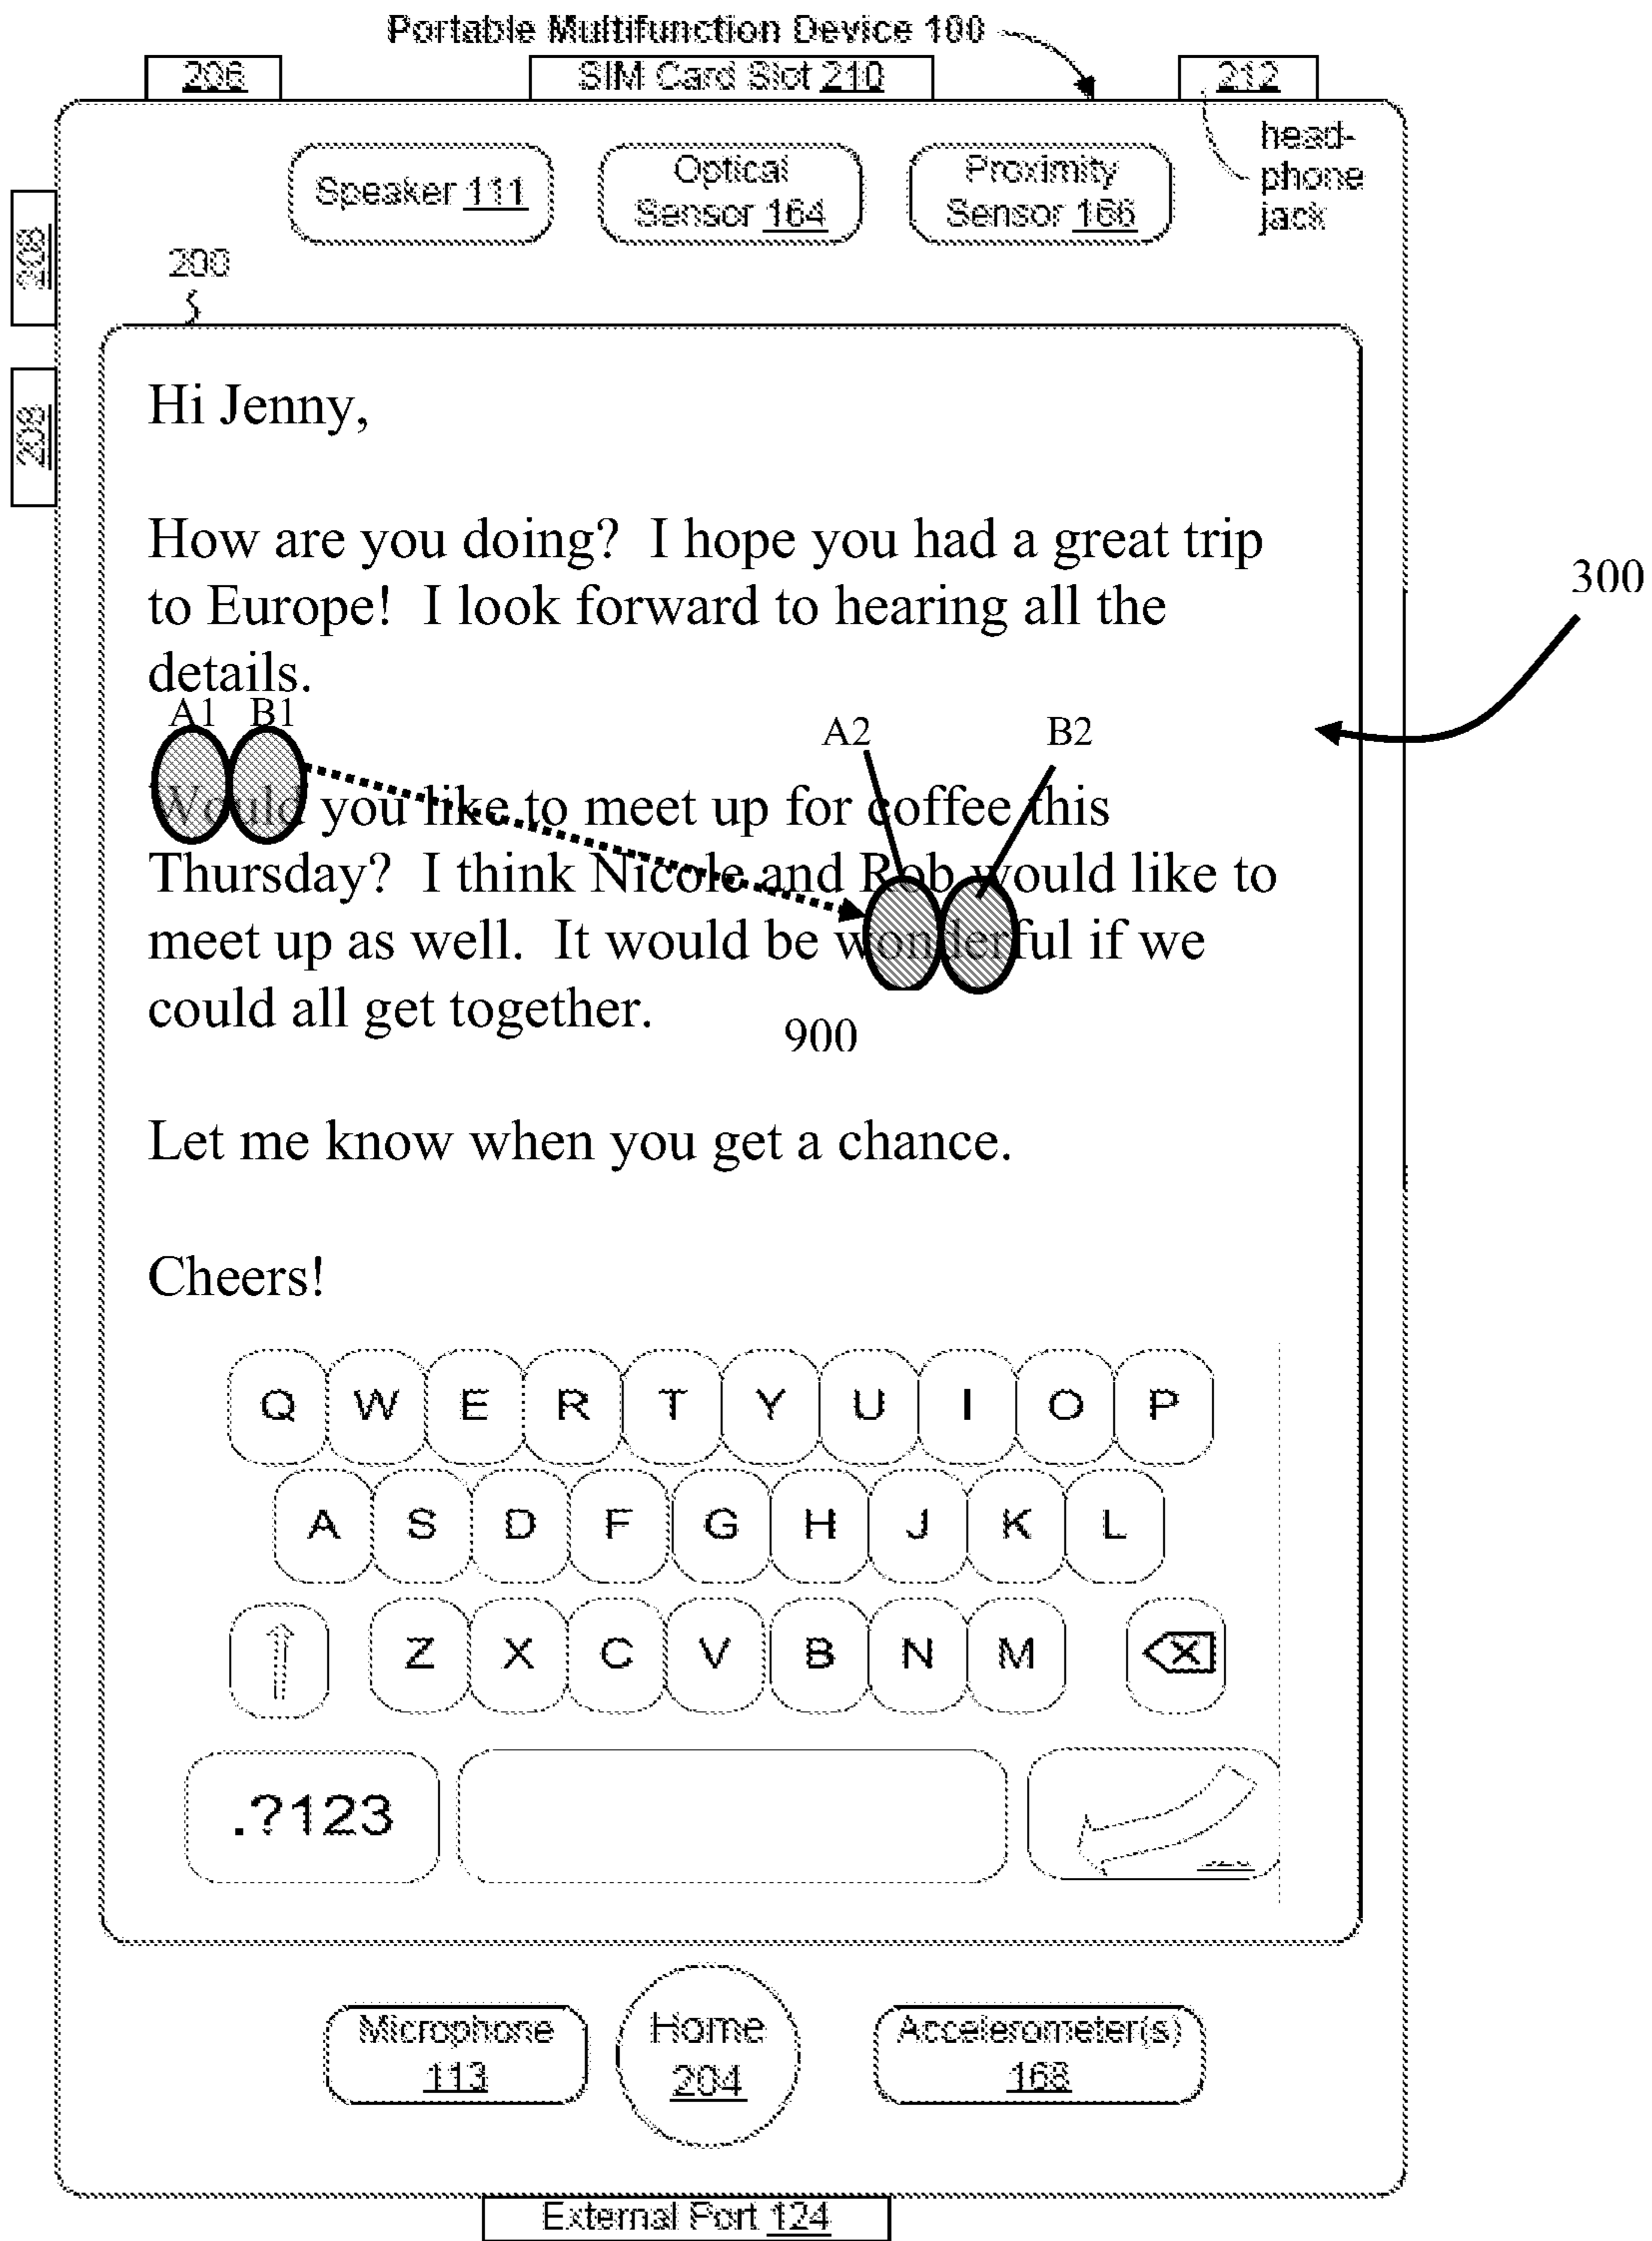 Portable Multifunction Device 100
206
SIM Card Slot 210
212
head-
phone
jack
Speaker 111
Optical
Sensor 164
Proximity
Sensor 166
208
200
208
Hi Jenny,
How are you doing?  I hope you had a great trip
to Europe!  I look forward to hearing all the
details.
300
A1 B1
A2 B2
Would you like to meet up for coffee this
Thursday?  I think Nicole and Rob would like to
meet up as well.  It would be wonderful if we
could all get together.
900
Let me know when you get a chance.
Cheers!
Q W E R T Y U I O P
A S D F G H J K L
Z X C V B N M
.?123
Microphone
113
Home
204
Accelerometer(s)
168
External Port 124